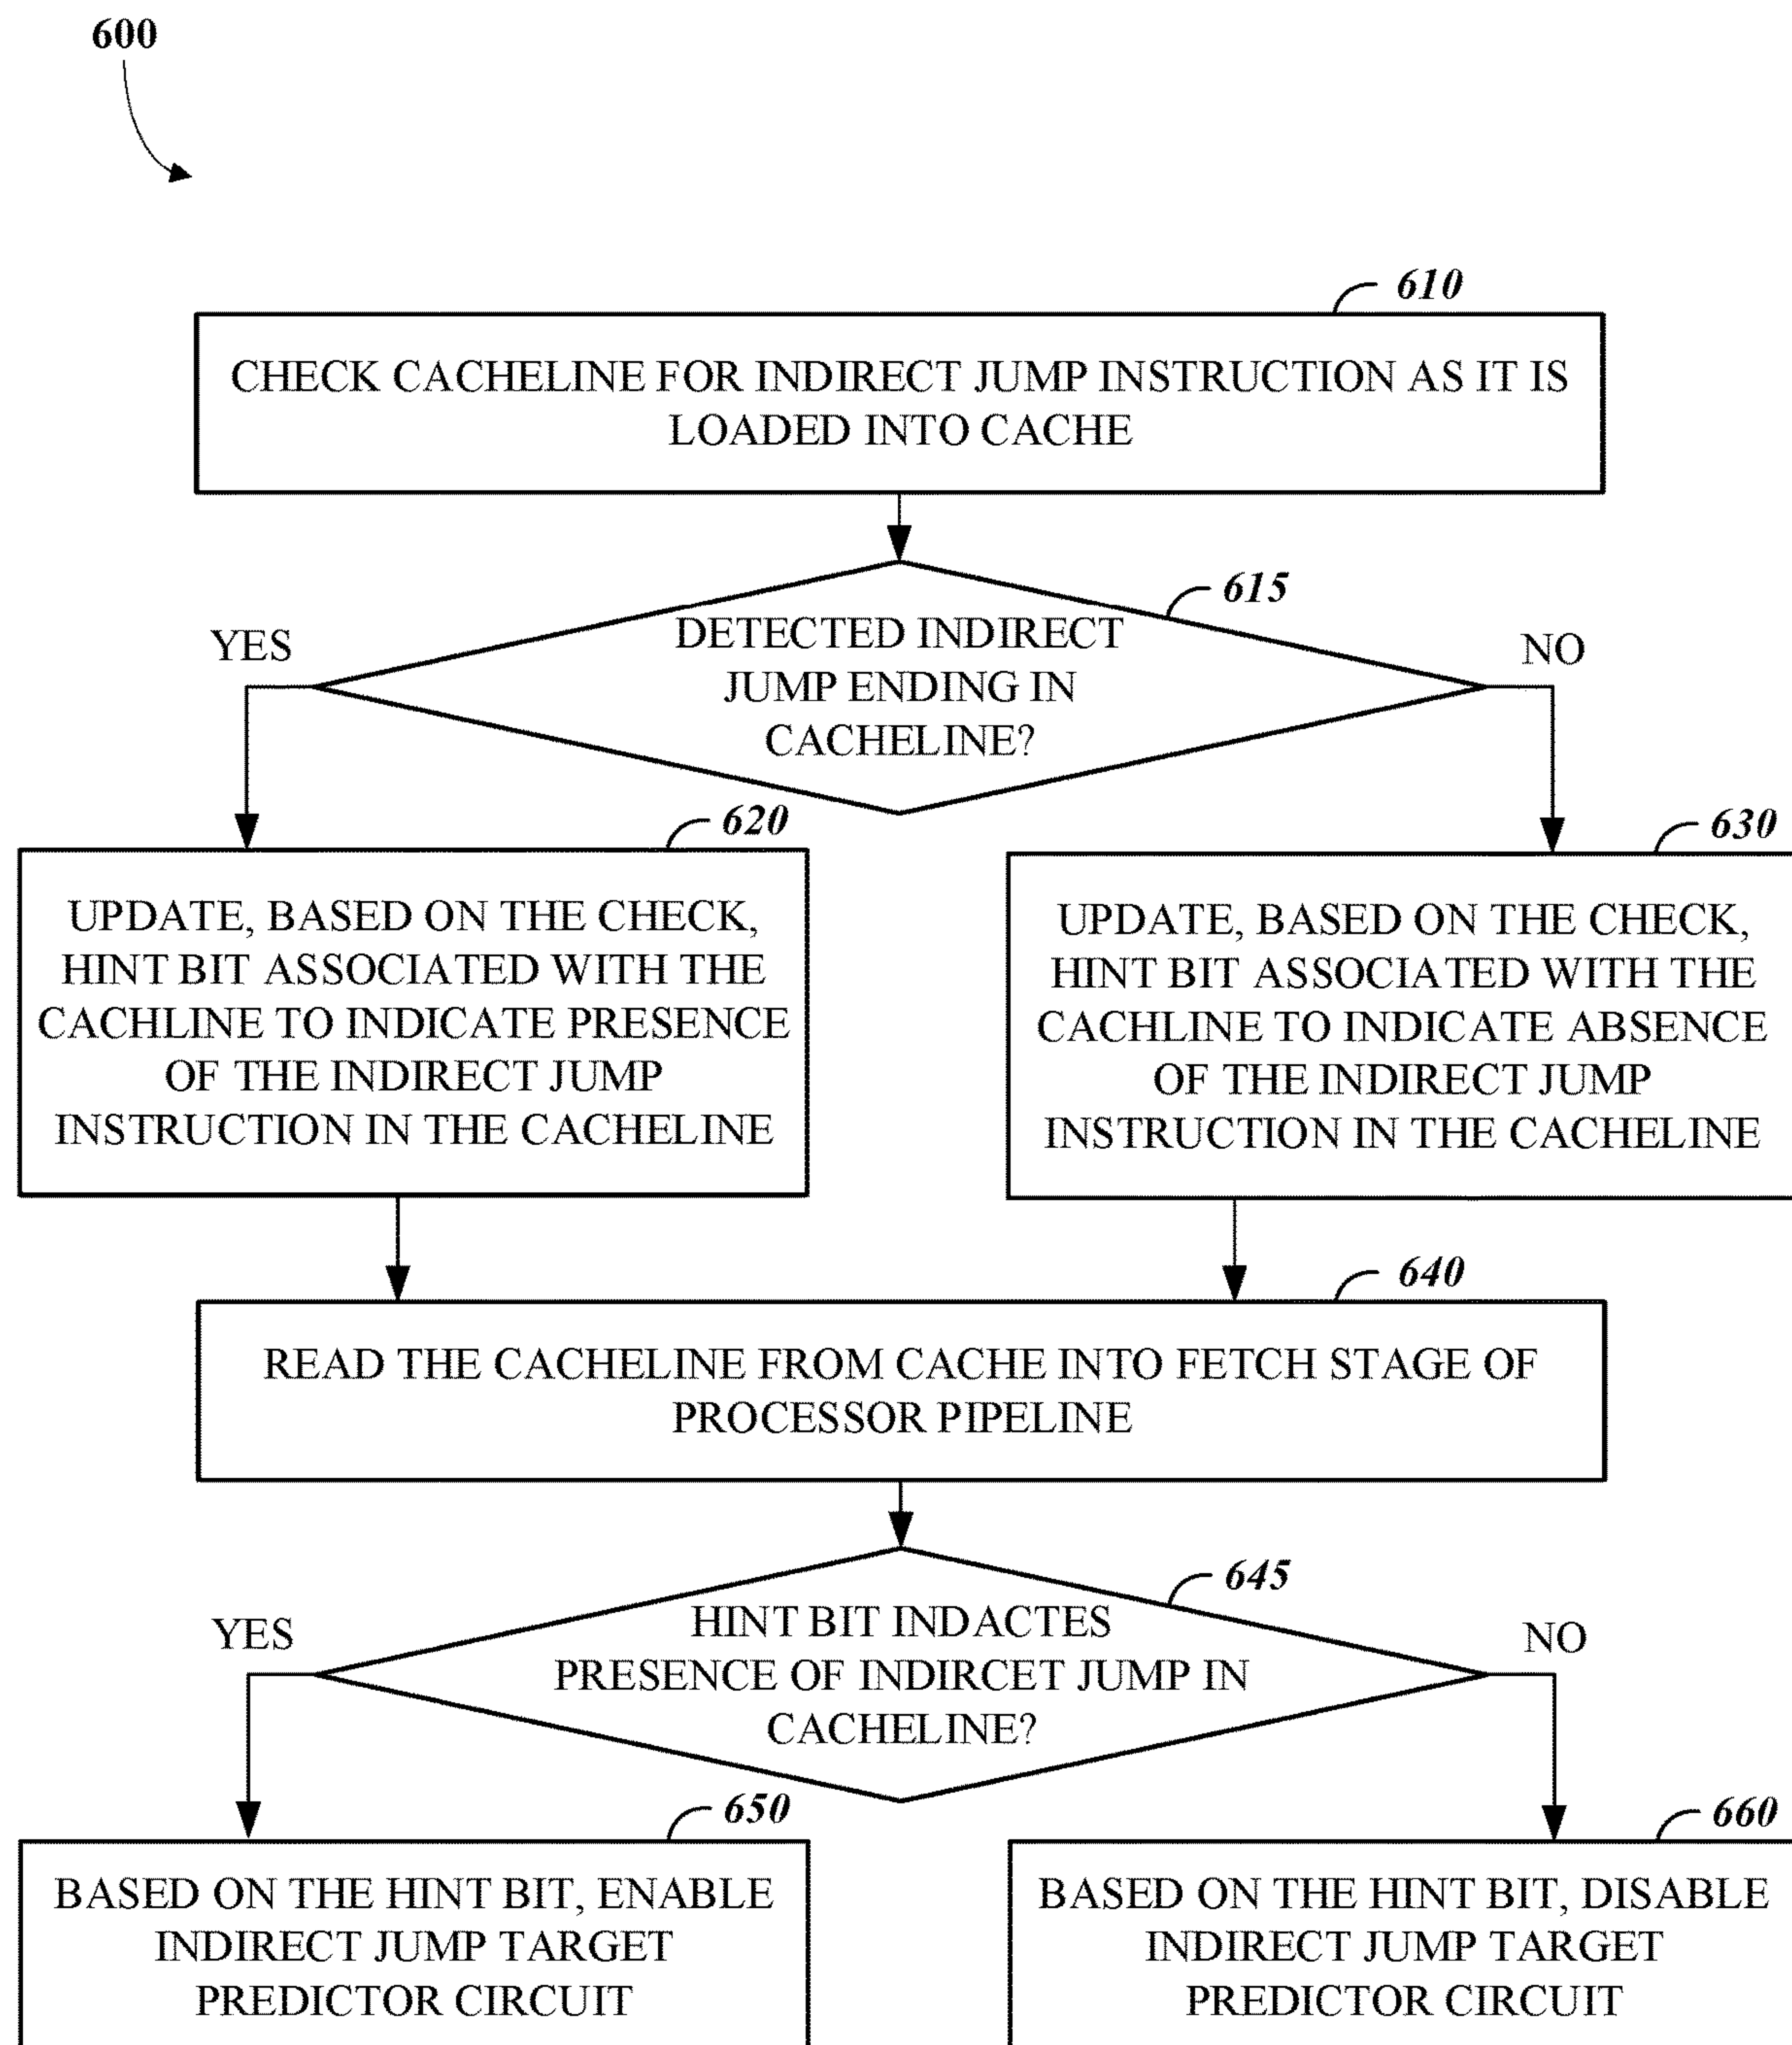 600
610
CHECK CACHELINE FOR INDIRECT JUMP INSTRUCTION AS IT IS
LOADED INTO CACHE
615
YES
NO
DETECTED INDIRECT
JUMP ENDING IN
CACHELINE?
620
UPDATE, BASED ON THE CHECK,
HINT BIT ASSOCIATED WITH THE
CACHLINE TO INDICATE PRESENCE
OF THE INDIRECT JUMP
INSTRUCTION IN THE CACHELINE
630
UPDATE, BASED ON THE CHECK,
HINT BIT ASSOCIATED WITH THE
CACHLINE TO INDICATE ABSENCE
OF THE INDIRECT JUMP
INSTRUCTION IN THE CACHELINE
640
READ THE CACHELINE FROM CACHE INTO FETCH STAGE OF
PROCESSOR PIPELINE
645
YES
NO
HINT BIT INDACTES
PRESENCE OF INDIRCET JUMP IN
CACHELINE?
650
BASED ON THE HINT BIT, ENABLE
INDIRECT JUMP TARGET
PREDICTOR CIRCUIT
660
BASED ON THE HINT BIT, DISABLE
INDIRECT JUMP TARGET
PREDICTOR CIRCUIT